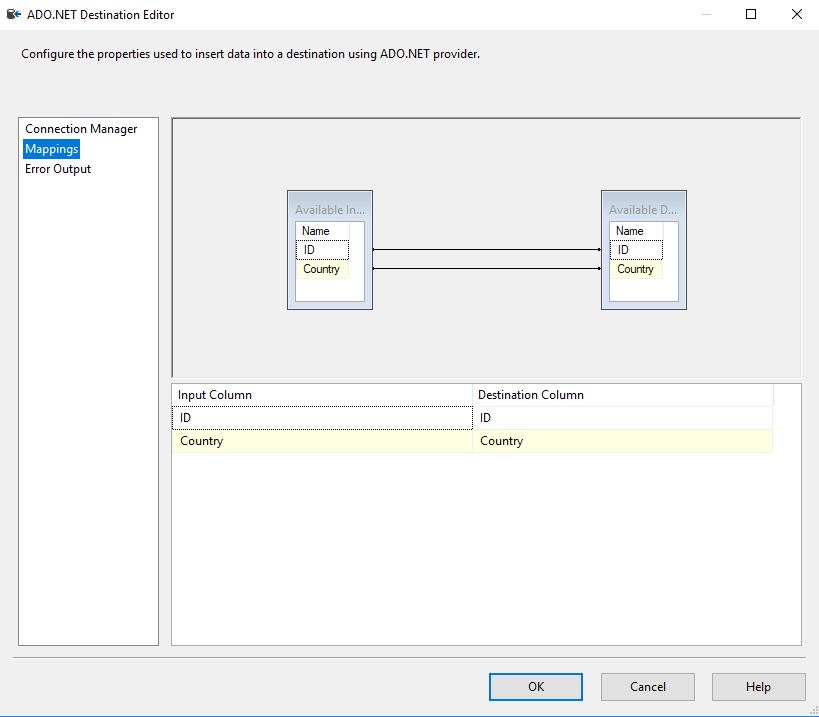 ADO.NET Destination Editor
Configure the properties used to insert data into a destination using ADO.NET provider.
Connection Manager
Mappings
Error Output
Available In...
Name
ID
Country
Available D...
Name
ID
Country
Input Column Destination Column
ID ID
Country Country
OK Cancel Help